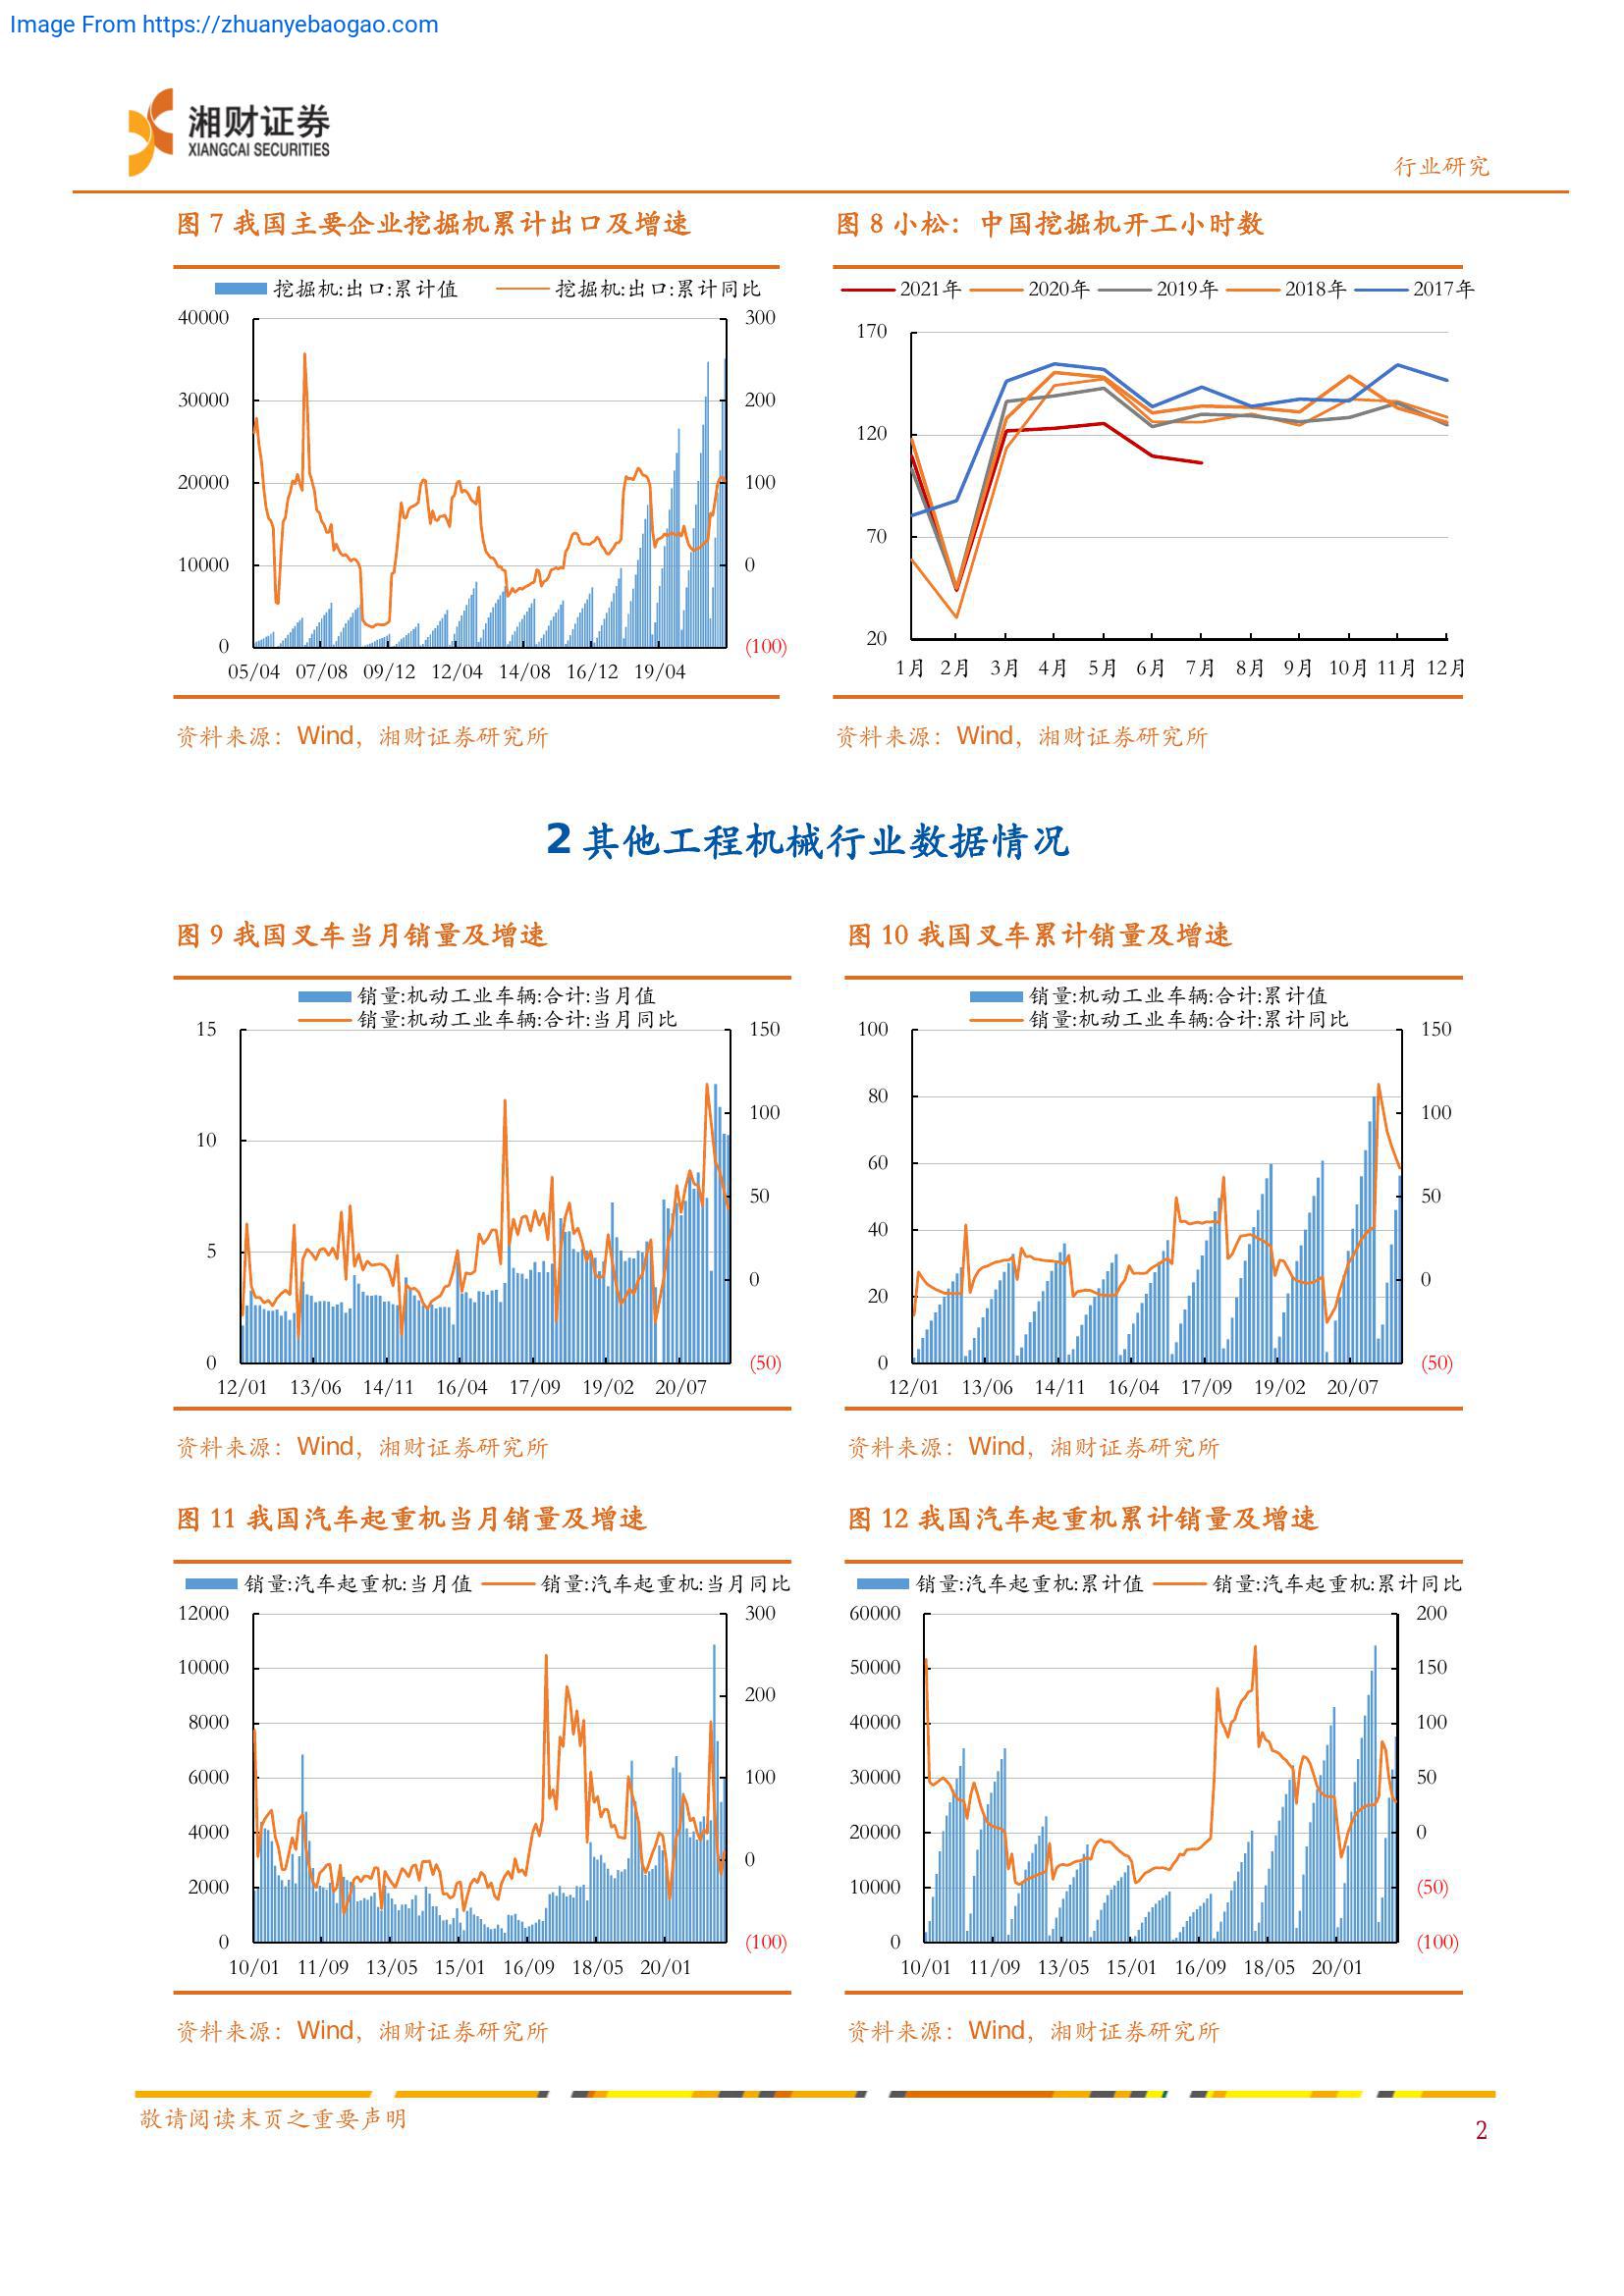 Image From https://zhuanyebaogao.com
湘财证券
XIANGCAI SECURITIES
行业研究
图 7 我国主要企业挖掘机累计出口及增速
挖掘机:出口:累计值 挖掘机:出口:累计同比
40000 300
30000 200
20000 100
10000 0
0 (100)
05/04 07/08 09/12 12/04 14/08 16/12 19/04
资料来源：Wind，湘财证券研究所
图 8 小松：中国挖掘机开工小时数
2021年 2020年 2019年 2018年 2017年
170
120
70
20
1月 2月 3月 4月 5月 6月 7月 8月 9月 10月 11月 12月
资料来源：Wind，湘财证券研究所
2 其他工程机械行业数据情况
图 9 我国叉车当月销量及增速
销量:机动工业车辆:合计:当月值
销量:机动工业车辆:合计:当月同比
15 150
100
10
50
5
0
0 (50)
12/01 13/06 14/11 16/04 17/09 19/02 20/07
资料来源：Wind，湘财证券研究所
图 10 我国叉车累计销量及增速
销量:机动工业车辆:合计:累计值
销量:机动工业车辆:合计:累计同比
100 150
80 100
60
50
40
20 0
0 (50)
12/01 13/06 14/11 16/04 17/09 19/02 20/07
资料来源：Wind，湘财证券研究所
图 11 我国汽车起重机当月销量及增速
销量:汽车起重机:当月值 销量:汽车起重机:当月同比
12000 300
10000
200
8000
6000 100
4000
0
2000
0 (100)
10/01 11/09 13/05 15/01 16/09 18/05 20/01
资料来源：Wind，湘财证券研究所
图 12 我国汽车起重机累计销量及增速
销量:汽车起重机:累计值 销量:汽车起重机:累计同比
60000 200
50000 150
40000 100
30000 50
20000 0
10000 (50)
0 (100)
10/01 11/09 13/05 15/01 16/09 18/05 20/01
资料来源：Wind，湘财证券研究所
敬请阅读末页之重要声明
2